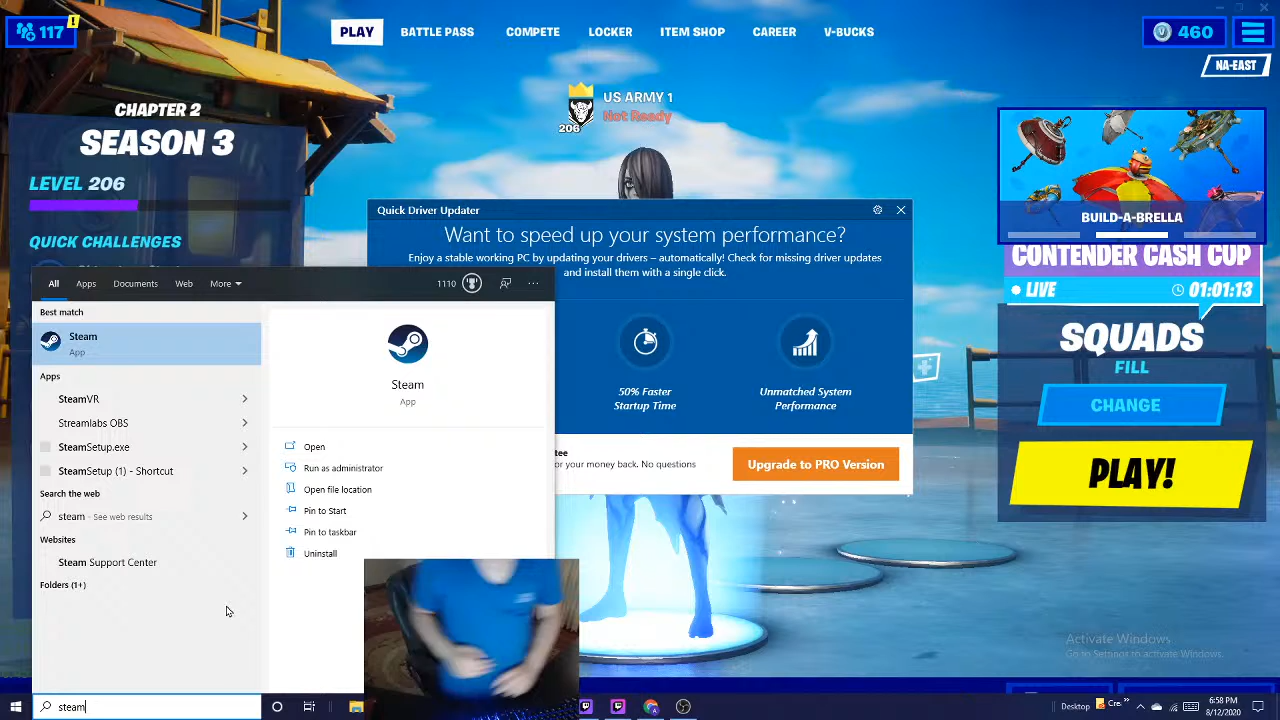 117
!
PLAY
BATTLE PASS
COMPETE
LOCKER
ITEM SHOP
CAREER
V-BUCKS
460
NA-EAST
US ARMY 1
Not Ready
206
CHAPTER 2
SEASON 3
LEVEL 206
QUICK CHALLENGES
BUILD-A-BRELLA
CONTENDER CASH CUP
LIVE
01:01:13
SQUADS
FILL
CHANGE
PLAY!
Quick Driver Updater
Want to speed up your system performance?
Enjoy a stable working PC by updating your drivers – automatically! Check for missing driver updates
and install them with a single click.
50% Faster
Startup Time
Unmatched System
Performance
tee
or your money back. No questions
Upgrade to PRO Version
All
Apps
Documents
Web
More
1110
Best match
Steam
App
Apps
SteamVR
Streamlabs OBS
SteamSetup.exe
SteamSetup (1) - Shortcut
Search the web
steam - See web results
Websites
Steam Support Center
Folders (1+)
Steam
App
Open
Run as administrator
Open file location
Pin to Start
Pin to taskbar
Uninstall
Activate Windows
Go to Settings to activate Windows.
steam
Desktop
Cre...
6:58 PM
8/12/2020